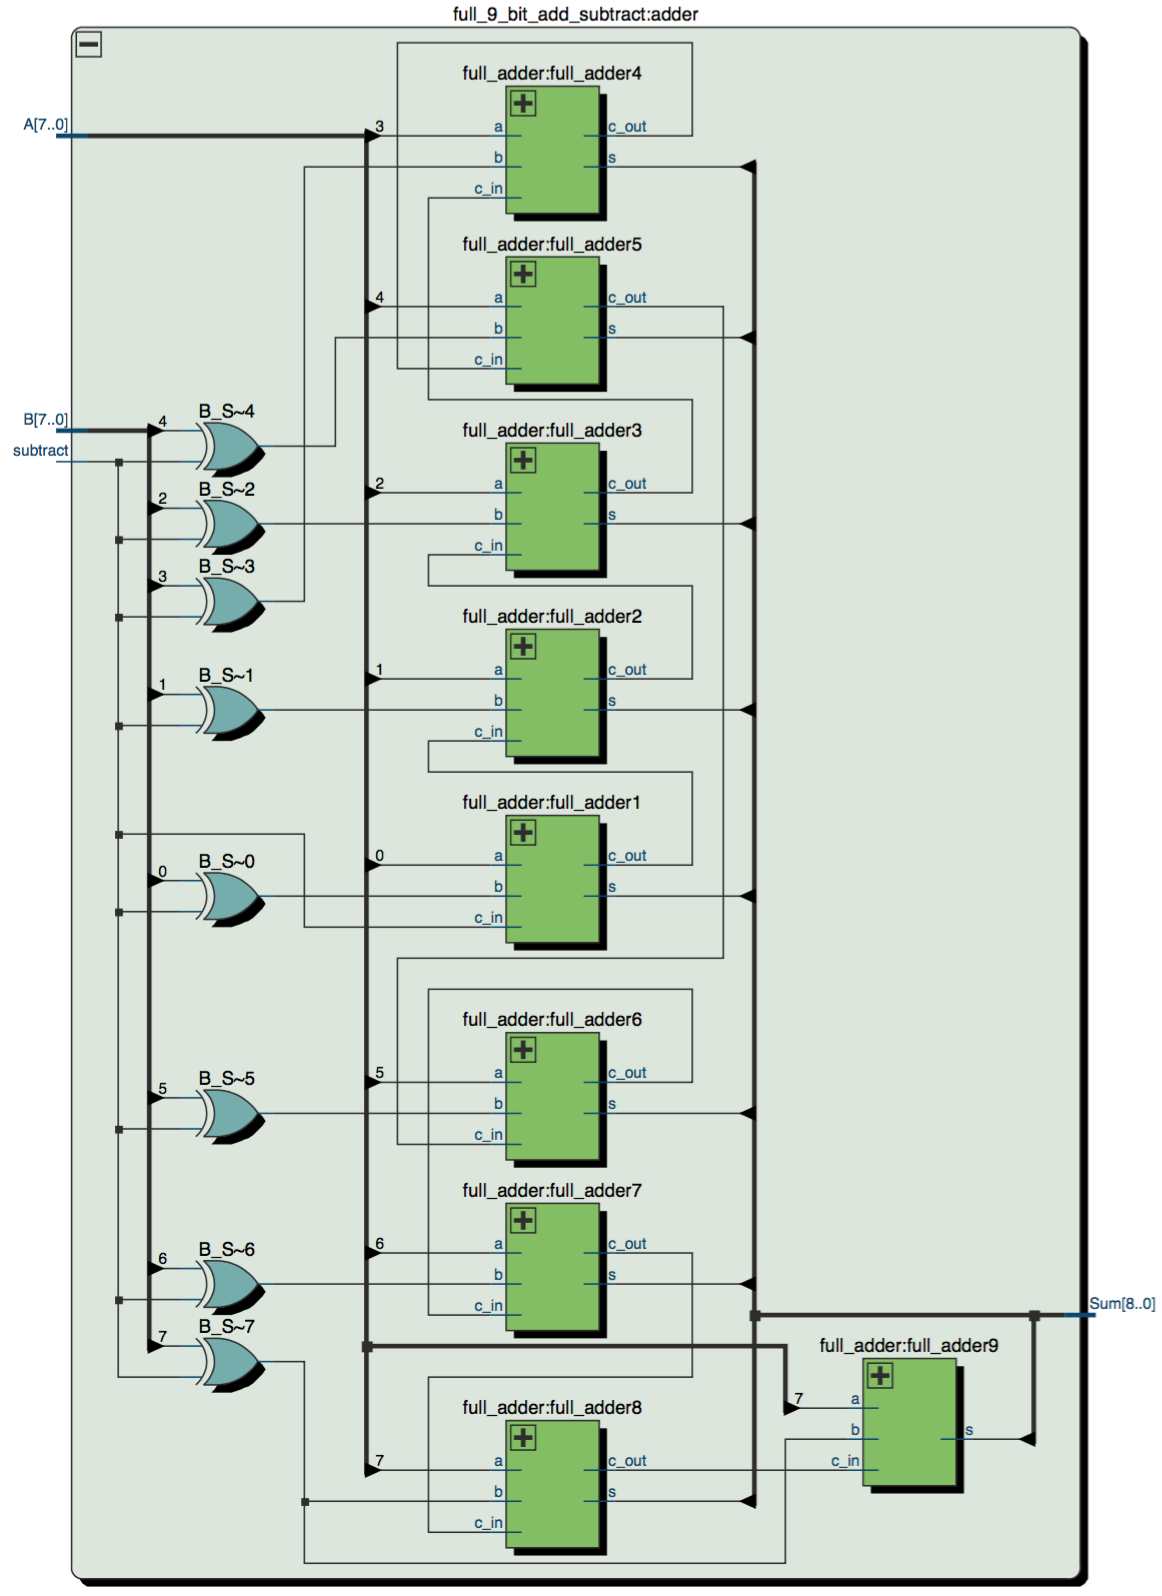 full_9_bit_add_subtract:adder
full_adder:full_adder4
A[7..0]
3
a
c_out
b
s
c_in
full_adder:full_adder5
4
a
c_out
b
s
c_in
B[7..0]
4
B_S~4
subtract
full_adder:full_adder3
2
B_S~2
2
a
c_out
b
s
c_in
3
B_S~3
full_adder:full_adder2
1
B_S~1
1
a
c_out
b
s
c_in
full_adder:full_adder1
0
B_S~0
0
a
c_out
b
s
c_in
full_adder:full_adder6
5
B_S~5
5
a
c_out
b
s
c_in
full_adder:full_adder7
6
B_S~6
6
a
c_out
b
s
c_in
7
B_S~7
Sum[8..0]
full_adder:full_adder9
7
a
b
s
c_in
full_adder:full_adder8
7
a
c_out
b
s
c_in